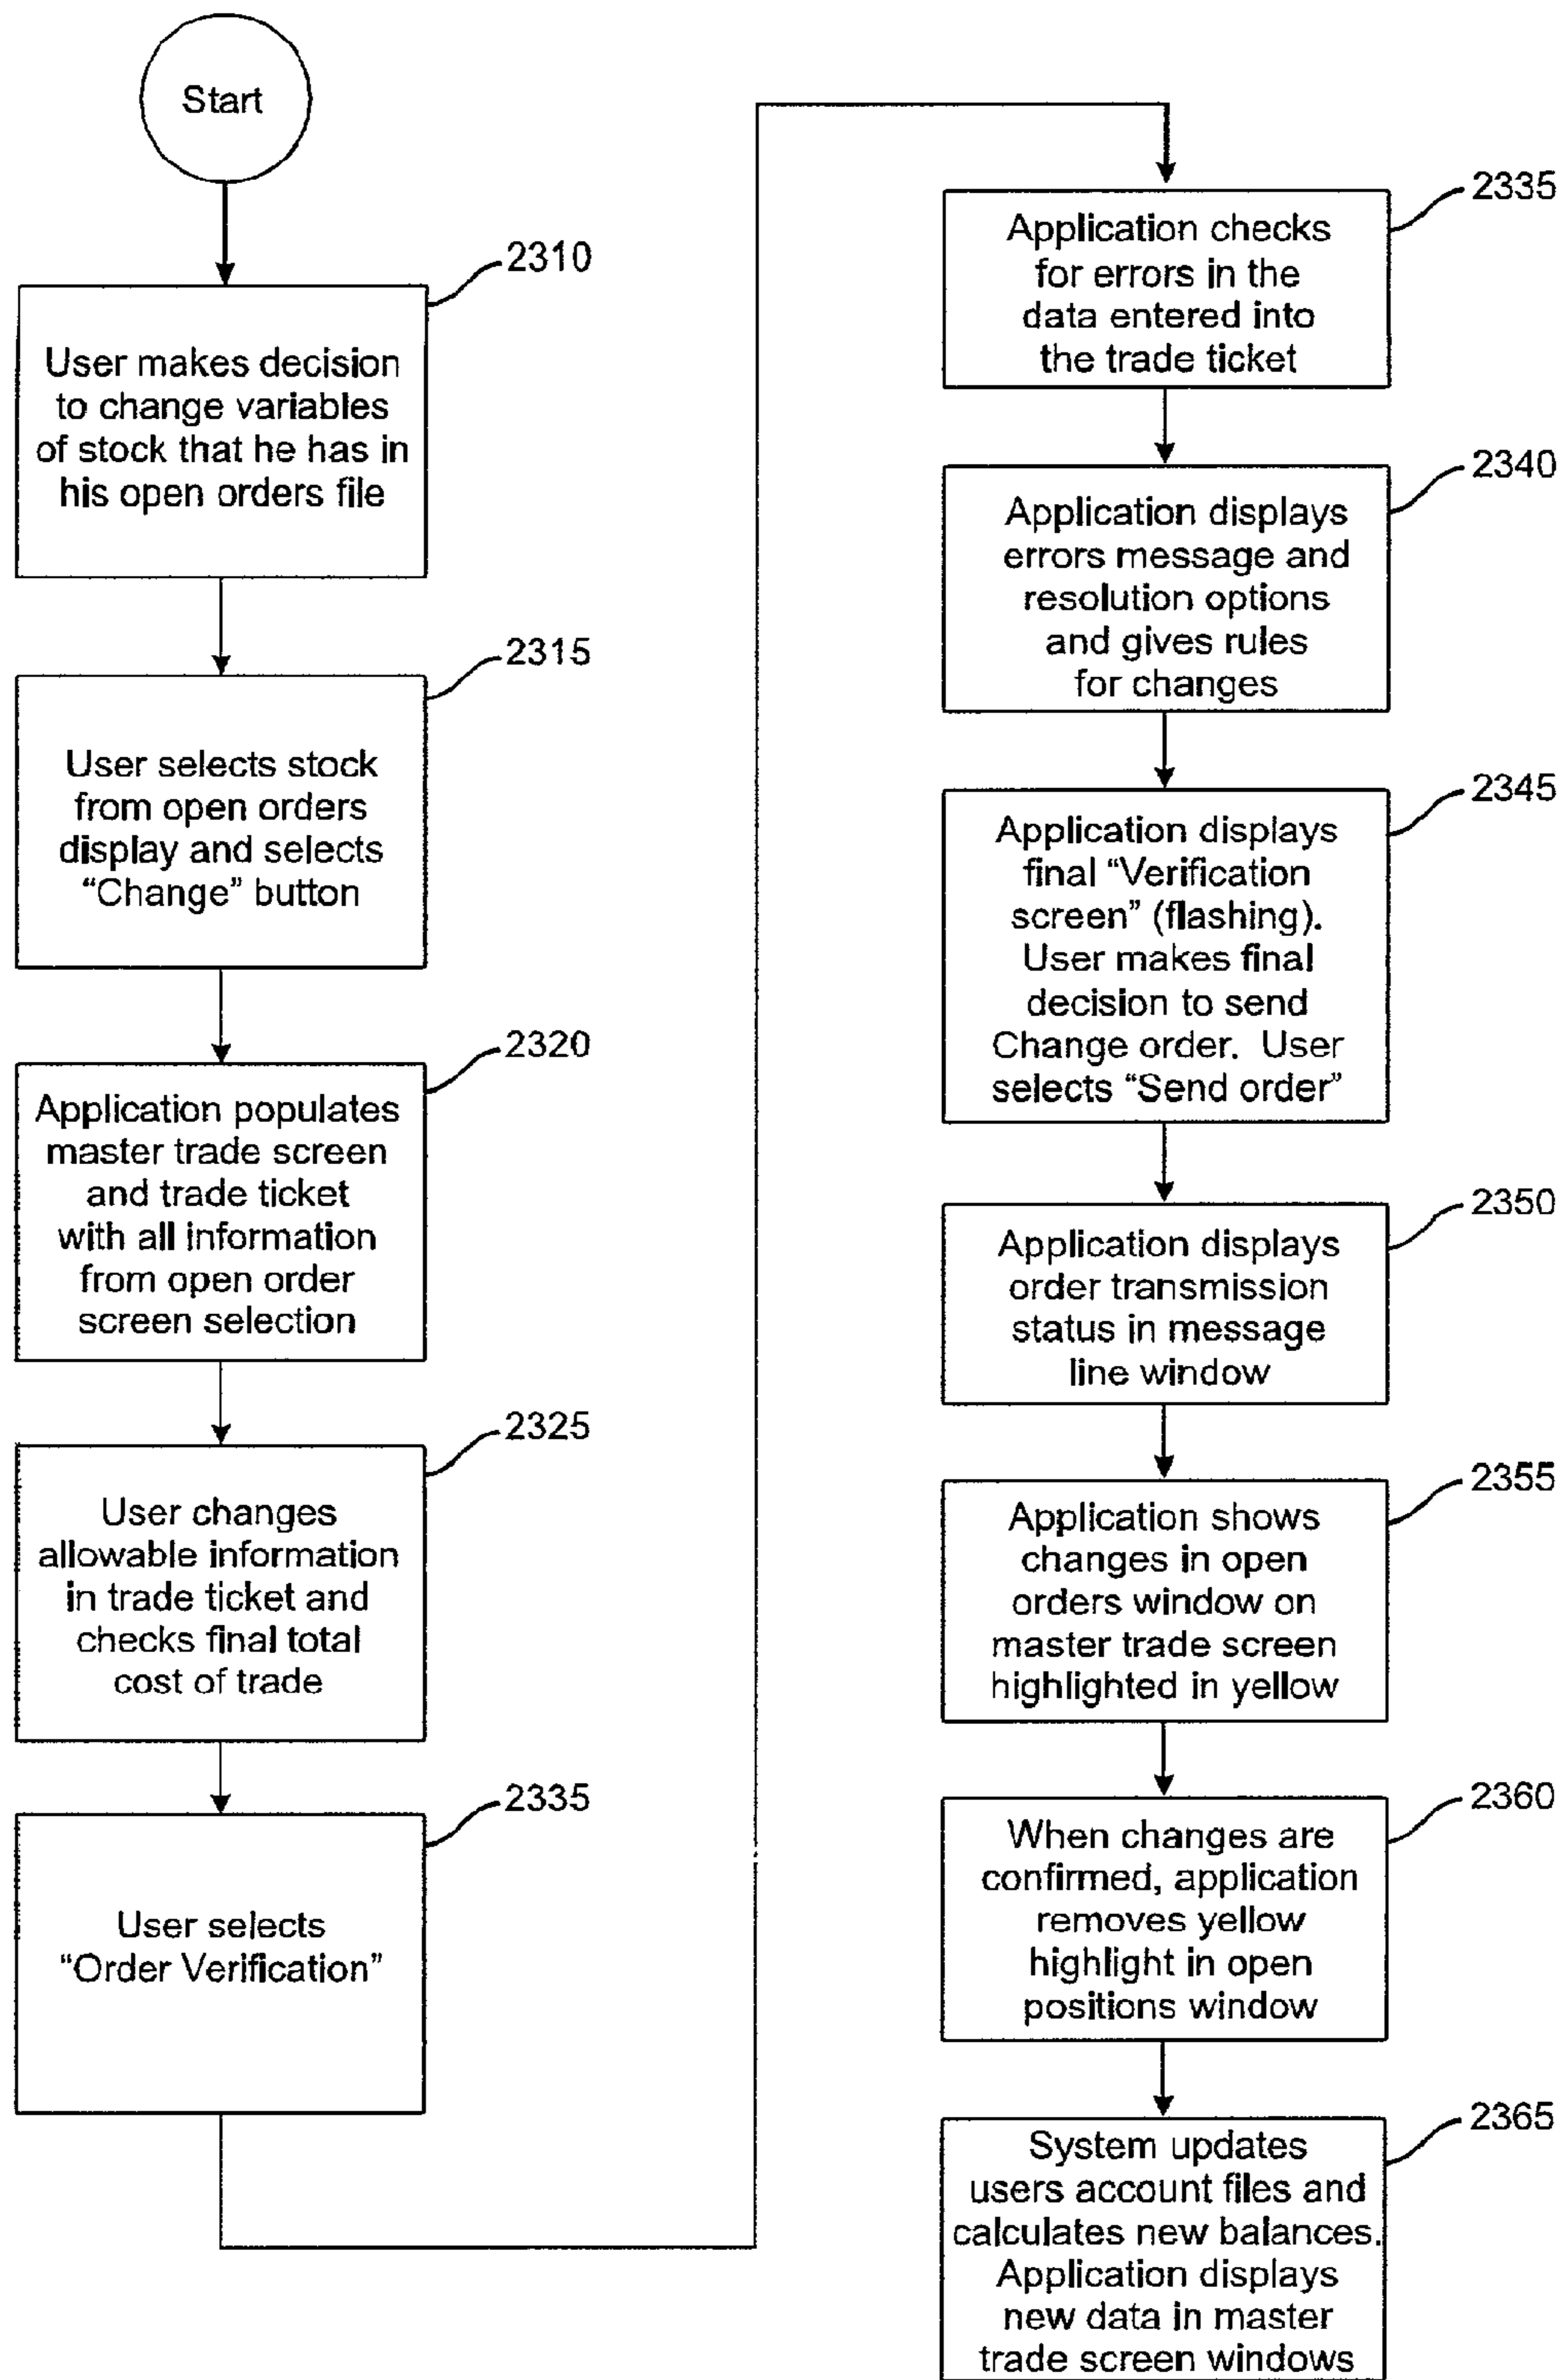 Start
2310
User makes decision
to change variables
of stock that he has in
his open orders file
2315
User selects stock
from open orders
display and selects
“Change” button
2320
Application populates
master trade screen
and trade ticket
with all information
from open order
screen selection
2325
User changes
allowable information
in trade ticket and
checks final total
cost of trade
2335
User selects
“Order Verification”
2335
Application checks
for errors in the
data entered into
the trade ticket
2340
Application displays
errors message and
resolution options
and gives rules
for changes
2345
Application displays
final “Verification
screen” (flashing).
User makes final
decision to send
Change order. User
selects “Send order”
2350
Application displays
order transmission
status in message
line window
2355
Application shows
changes in open
orders window on
master trade screen
highlighted in yellow
2360
When changes are
confirmed, application
removes yellow
highlight in open
positions window
2365
System updates
users account files and
calculates new balances.
Application displays
new data in master
trade screen windows